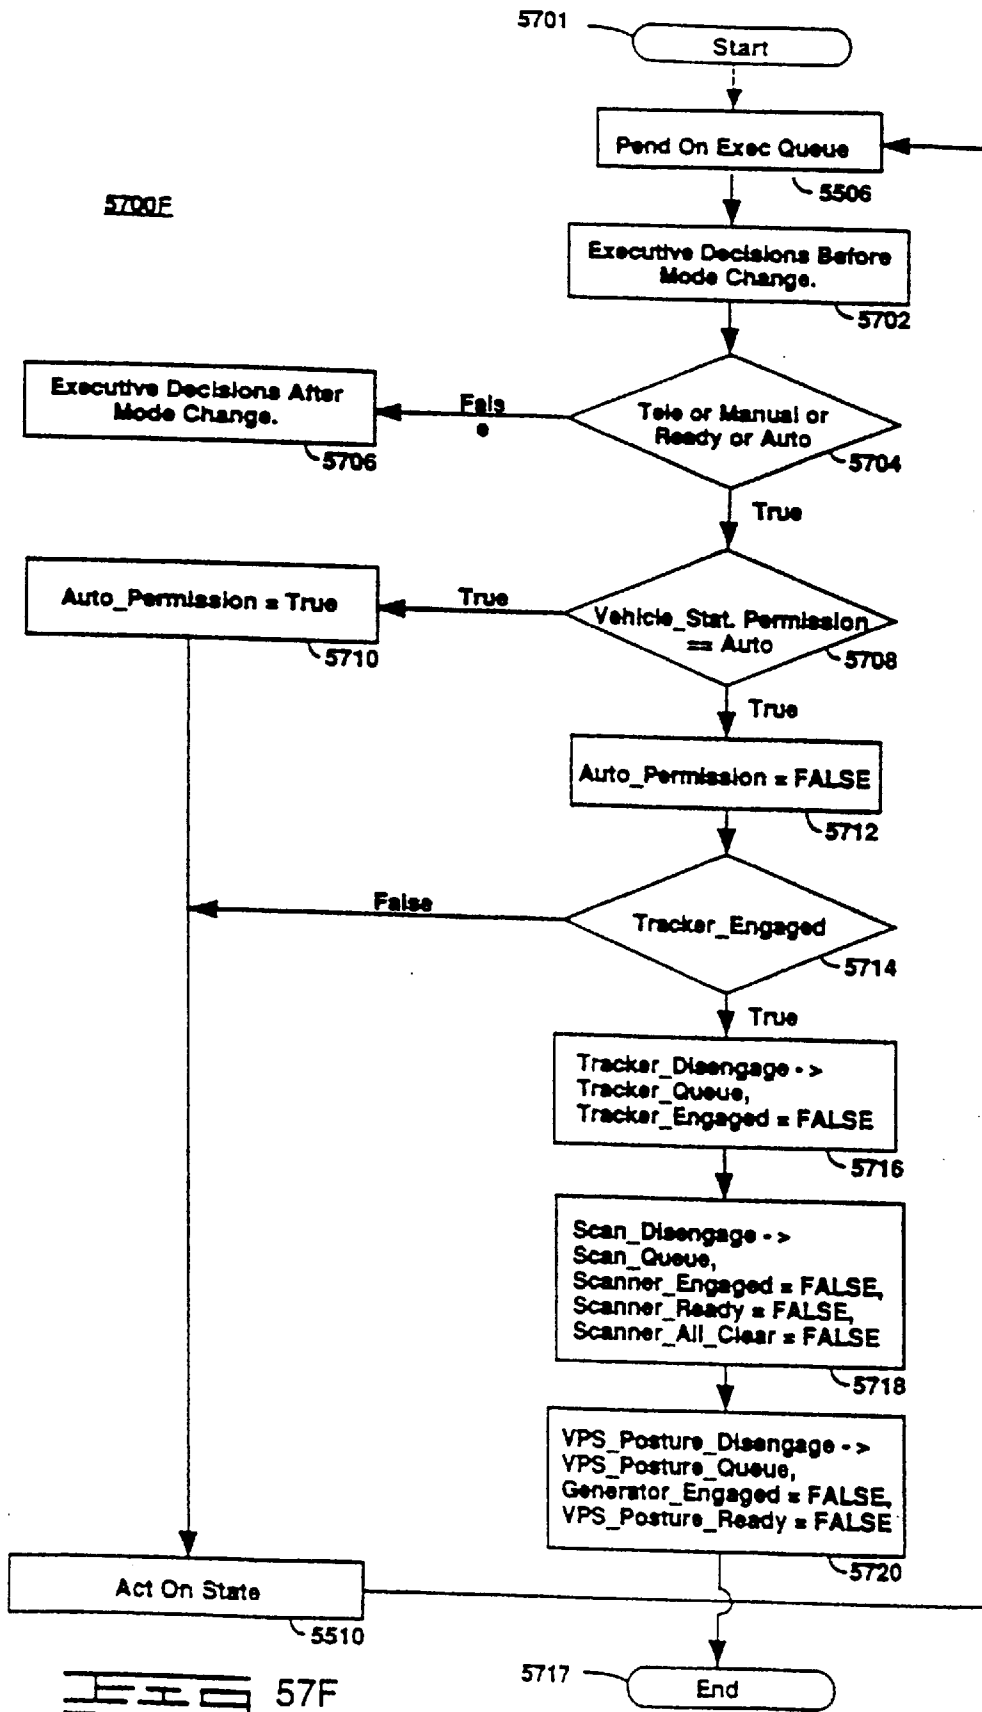 5701
Start
Pend On Exec Queue
5506
5700F
Executive Decisions Before
Mode Change.
5702
Executive Decisions After
Mode Change.
5706
Fals
e
Tele or Manual or
Ready or Auto
5704
True
Auto_Permission = True
5710
True
Vehicle_Stat. Permission
== Auto
5708
True
Auto_Permission = FALSE
5712
False
Tracker_Engaged
5714
True
Tracker_Disengage ->
Tracker_Queue,
Tracker_Engaged = FALSE
5716
Scan_Disengage ->
Scan_Queue,
Scanner_Engaged = FALSE,
Scanner_Ready = FALSE,
Scanner_All_Clear = FALSE
5718
VPS_Posture_Disengage ->
VPS_Posture_Queue,
Generator_Engaged = FALSE,
VPS_Posture_Ready = FALSE
5720
Act On State
5510
57F
5717
End